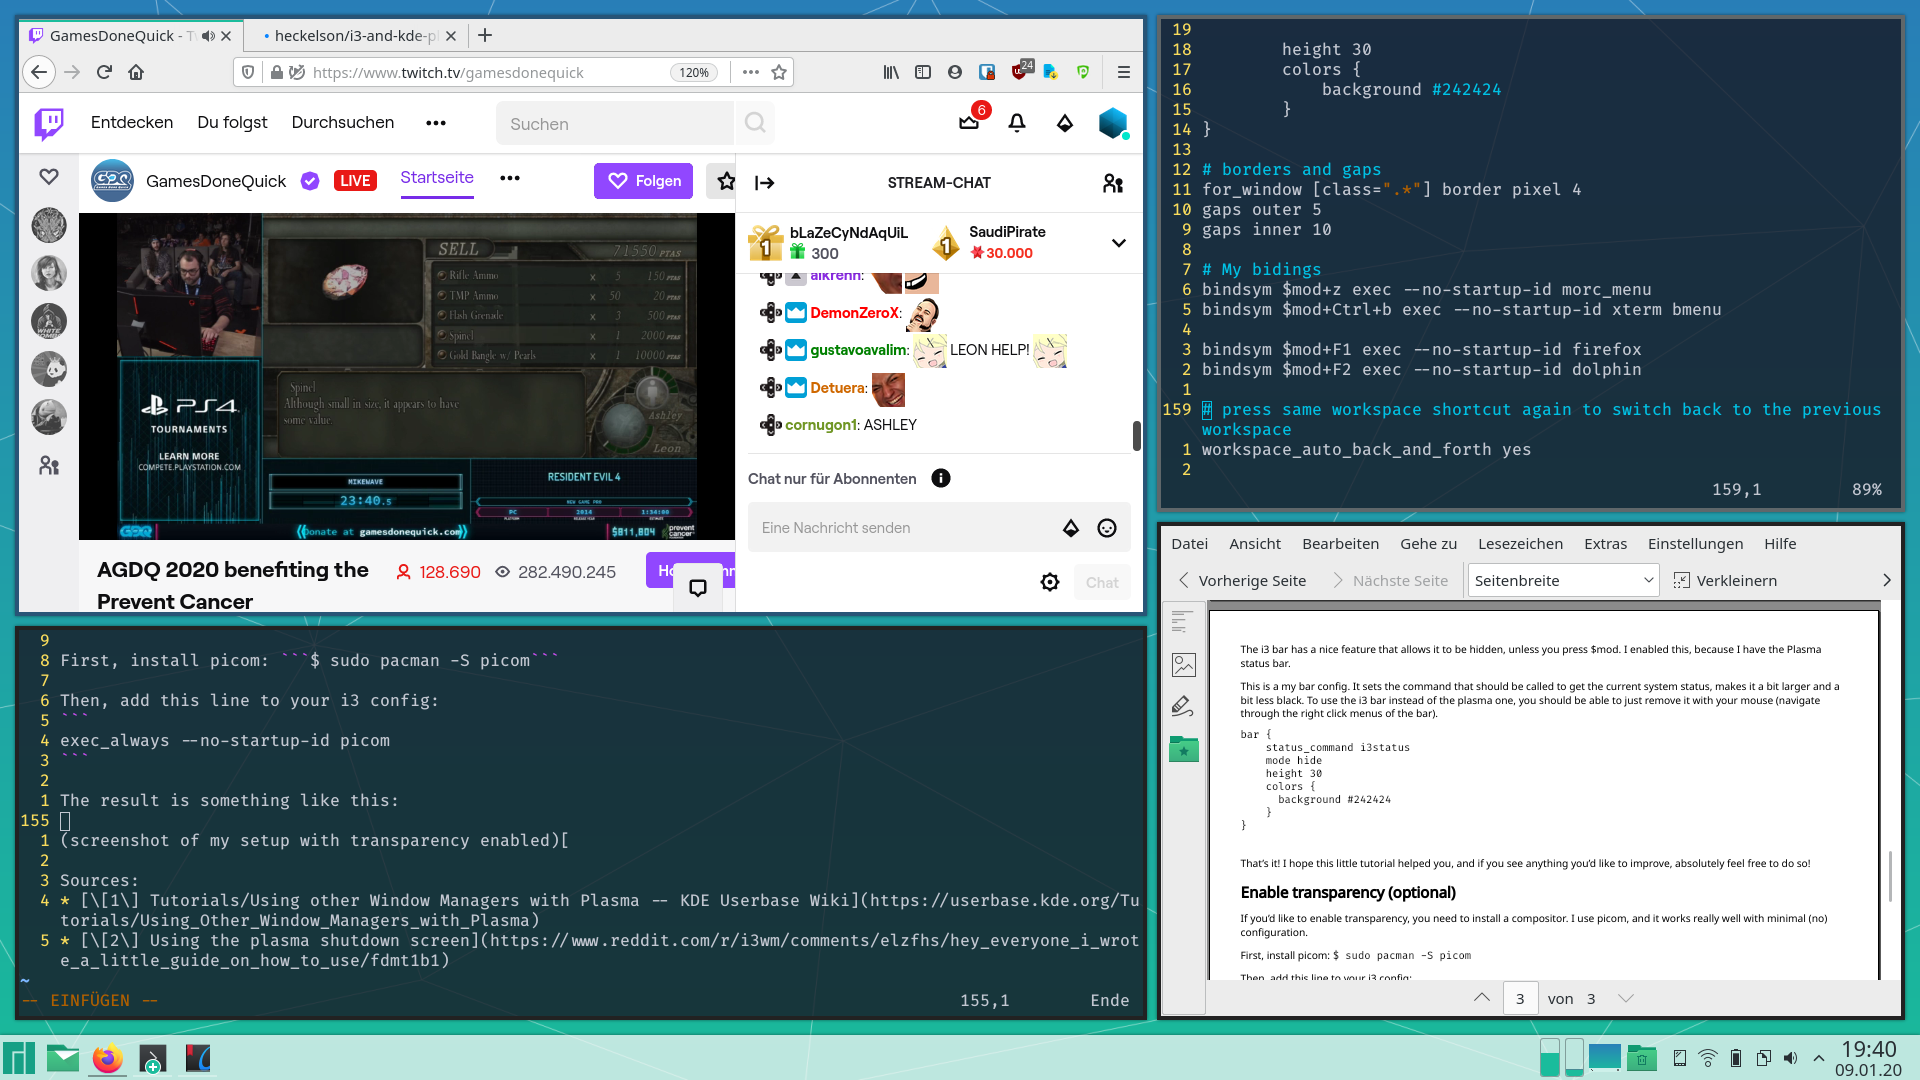 GamesDoneQuick - T
heckelson/i3-and-kde-pl
https://www.twitch.tv/gamesdonequick
120%
24
Entdecken
Du folgst
Durchsuchen
Suchen
6
GamesDoneQuick
LIVE
Startseite
Folgen
STREAM-CHAT
SELL
71550 PTAS
Rifle Ammo x 5 150 PTAS
TMP Ammo x 50 20 PTAS
Hand Grenade x 3 500 PTAS
Spinel x 1 2000 PTAS
Gold Bangle w/ Pearls x 1 10000 PTAS
Spinel
Although small in size, it appears to have
some value.
Ashley
Leon
PS4
TOURNAMENTS
LEARN MORE
COMPETE.PLAYSTATION.COM
MIKEWAVE
23:40.5
RESIDENT EVIL 4
NEW GAME PRO
PC
2014
1:34:00
PLATFORM
RELEASE YEAR
ESTIMATE
GDQ
Donate at gamesdonequick.com
$811,804
prevent cancer
AGDQ 2020 benefiting the
Prevent Cancer
128.690
282.490.245
1
bLaZeCyNdAqUiL
300
1
SaudiPirate
30.000
alkrenn:
DemonZeroX:
gustavoavalim: LEON HELP!
Detuera:
cornugon1: ASHLEY
Chat nur für Abonnenten
Eine Nachricht senden
Chat
19
18 height 30
17 colors {
16 background #242424
15 }
14 }
13
12 # borders and gaps
11 for_window [class=".*"] border pixel 4
10 gaps outer 5
9 gaps inner 10
8
7 # My bidings
6 bindsym $mod+z exec --no-startup-id morc_menu
5 bindsym $mod+Ctrl+b exec --no-startup-id xterm bmenu
4
3 bindsym $mod+F1 exec --no-startup-id firefox
2 bindsym $mod+F2 exec --no-startup-id dolphin
1
159 # press same workspace shortcut again to switch back to the previous
workspace
1 workspace_auto_back_and_forth yes
2
159,1 89%
9
8 First, install picom: ```$ sudo pacman -S picom```
7
6 Then, add this line to your i3 config:
5 ```
4 exec_always --no-startup-id picom
3 ```
2
1 The result is something like this:
155
1 (screenshot of my setup with transparency enabled)[
2
3 Sources:
4 * [\[1\] Tutorials/Using other Window Managers with Plasma -- KDE Userbase Wiki](https://userbase.kde.org/Tu
torials/Using_Other_Window_Managers_with_Plasma)
5 * [\[2\] Using the plasma shutdown screen](https://www.reddit.com/r/i3wm/comments/elzfhs/hey_everyone_i_wrot
e_a_little_guide_on_how_to_use/fdmt1b1)
~
-- EINFÜGEN --
155,1 Ende
Datei Ansicht Bearbeiten Gehe zu Lesezeichen Extras Einstellungen Hilfe
Vorherige Seite
Nächste Seite
Seitenbreite
Verkleinern
The i3 bar has a nice feature that allows it to be hidden, unless you press $mod. I enabled this, because I have the Plasma
status bar.
This is a my bar config. It sets the command that should be called to get the current system status, makes it a bit larger and a
bit less black. To use the i3 bar instead of the plasma one, you should be able to just remove it with your mouse (navigate
through the right click menus of the bar).
bar {
status_command i3status
mode hide
height 30
colors {
background #242424
}
}
That's it! I hope this little tutorial helped you, and if you see anything you'd like to improve, absolutely feel free to do so!
Enable transparency (optional)
If you'd like to enable transparency, you need to install a compositor. I use picom, and it works really well with minimal (no)
configuration.
First, install picom: $ sudo pacman -S picom
Then, add this line to your i3 config:
3 von 3
19:40
09.01.20